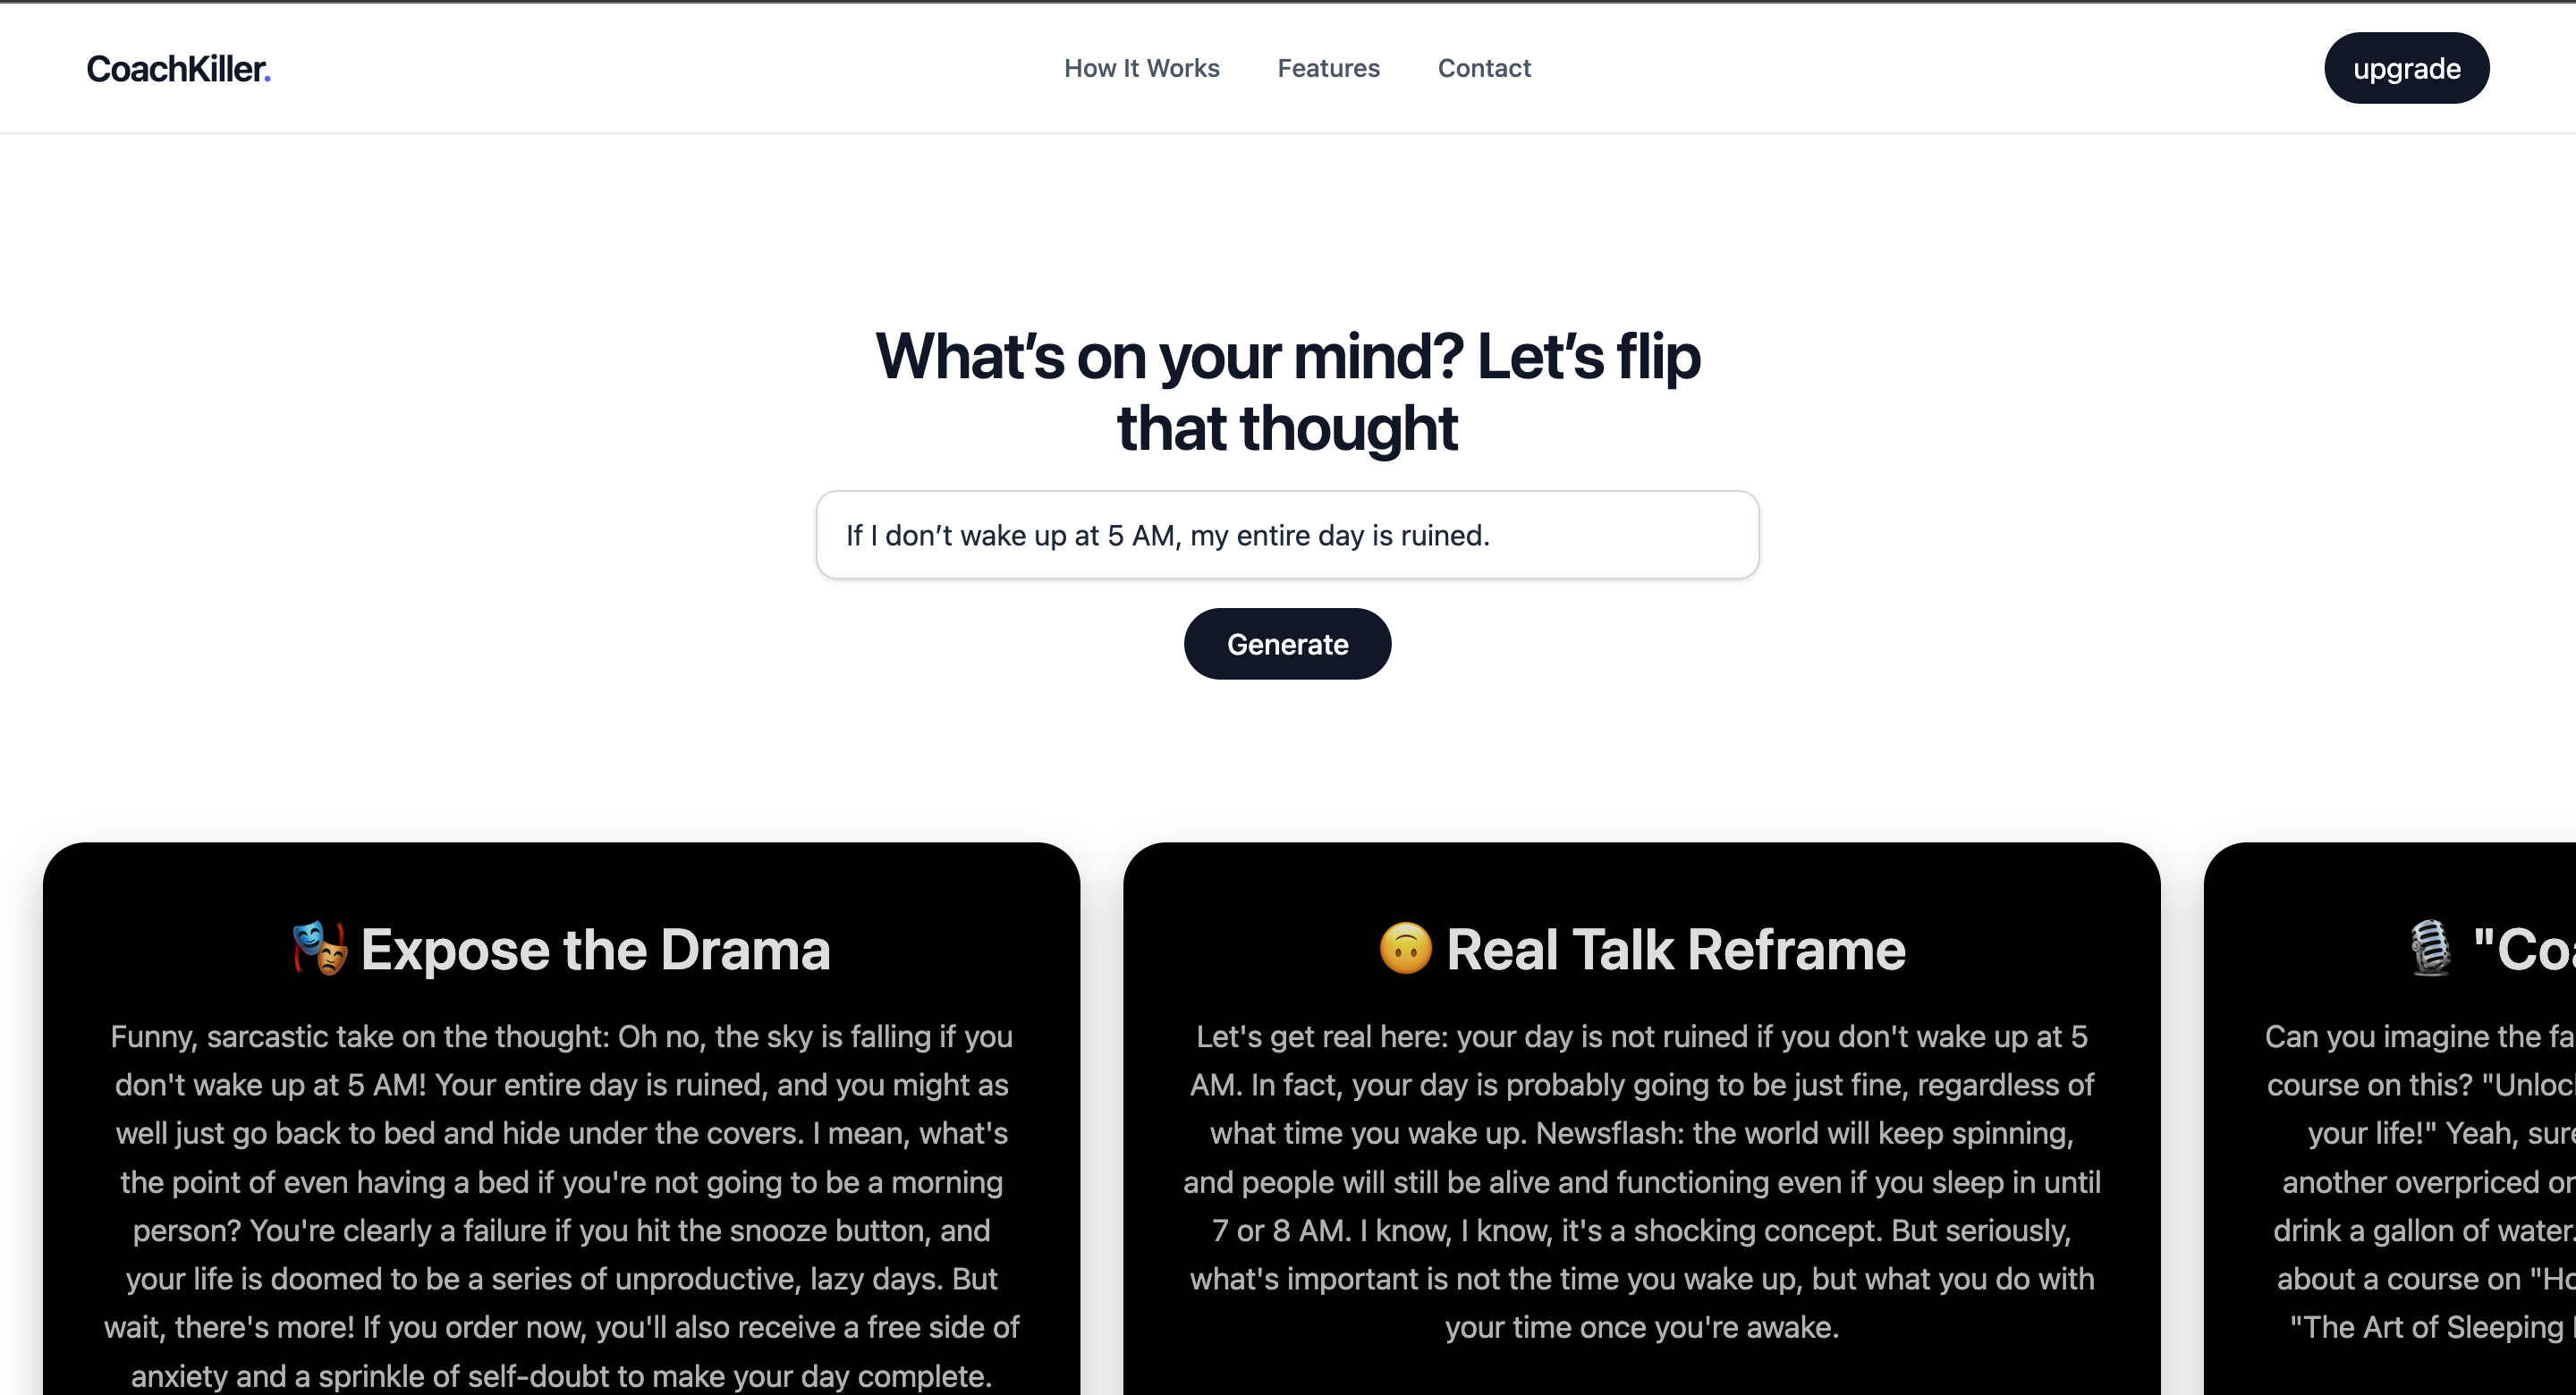 CoachKiller.
How It Works
Features
Contact
upgrade
What’s on your mind? Let’s flip
that thought
If I don’t wake up at 5 AM, my entire day is ruined.
Generate
🎭 Expose the Drama
Funny, sarcastic take on the thought: Oh no, the sky is falling if you
don't wake up at 5 AM! Your entire day is ruined, and you might as
well just go back to bed and hide under the covers. I mean, what's
the point of even having a bed if you're not going to be a morning
person? You're clearly a failure if you hit the snooze button, and
your life is doomed to be a series of unproductive, lazy days. But
wait, there's more! If you order now, you'll also receive a free side of
anxiety and a sprinkle of self-doubt to make your day complete.
🙃 Real Talk Reframe
Let's get real here: your day is not ruined if you don't wake up at 5
AM. In fact, your day is probably going to be just fine, regardless of
what time you wake up. Newsflash: the world will keep spinning,
and people will still be alive and functioning even if you sleep in until
7 or 8 AM. I know, I know, it's a shocking concept. But seriously,
what's important is not the time you wake up, but what you do with
your time once you're awake.
🎙️
Can you imagine the
course on this?
your life!" Yeah,
another overpriced
drink a gallon of water.
about a course on
"The Art of Sleeping